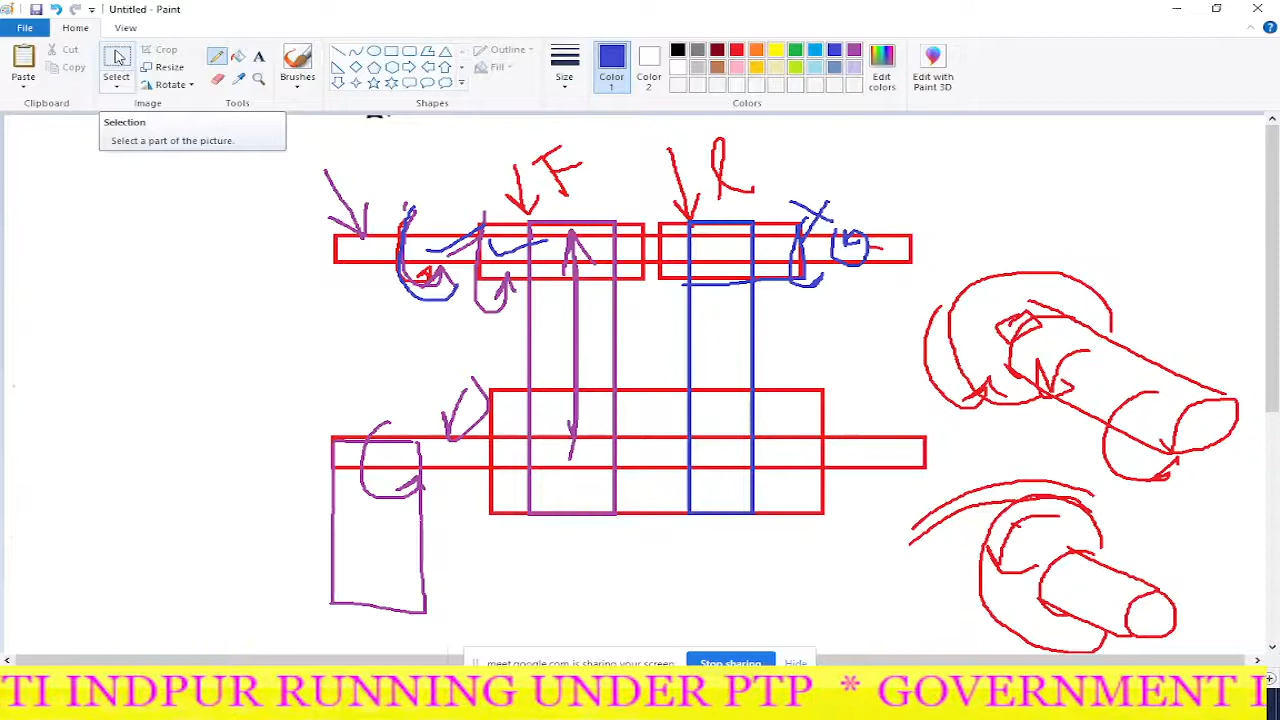 Untitled - Paint
File Home View
Paste
Cut
Copy
Clipboard
Select
Crop
Resize
Rotate
Image
Tools
Brushes
Shapes
Outline
Fill
Size
Color 1
Color 2
Edit colors
Colors
Edit with Paint 3D
Selection
Select a part of the picture.
F
meet.google.com is sharing your screen. Stop sharing Hide
TI INDPUR RUNNING UNDER PTP * GOVERNMENT I